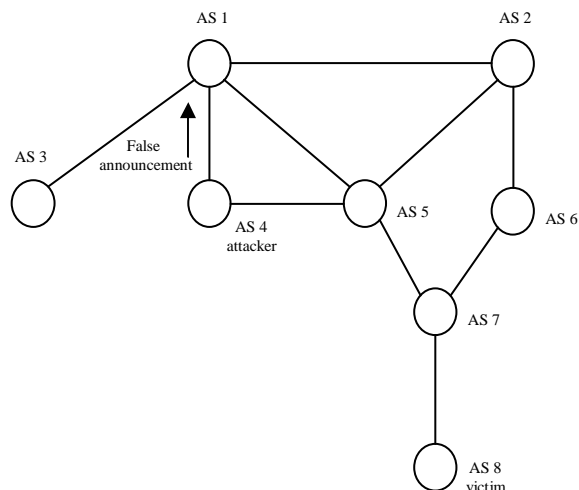 AS 1
AS 2
False
announcement
AS 3
AS 4
attacker
AS 5
AS 6
AS 7
AS 8
victim